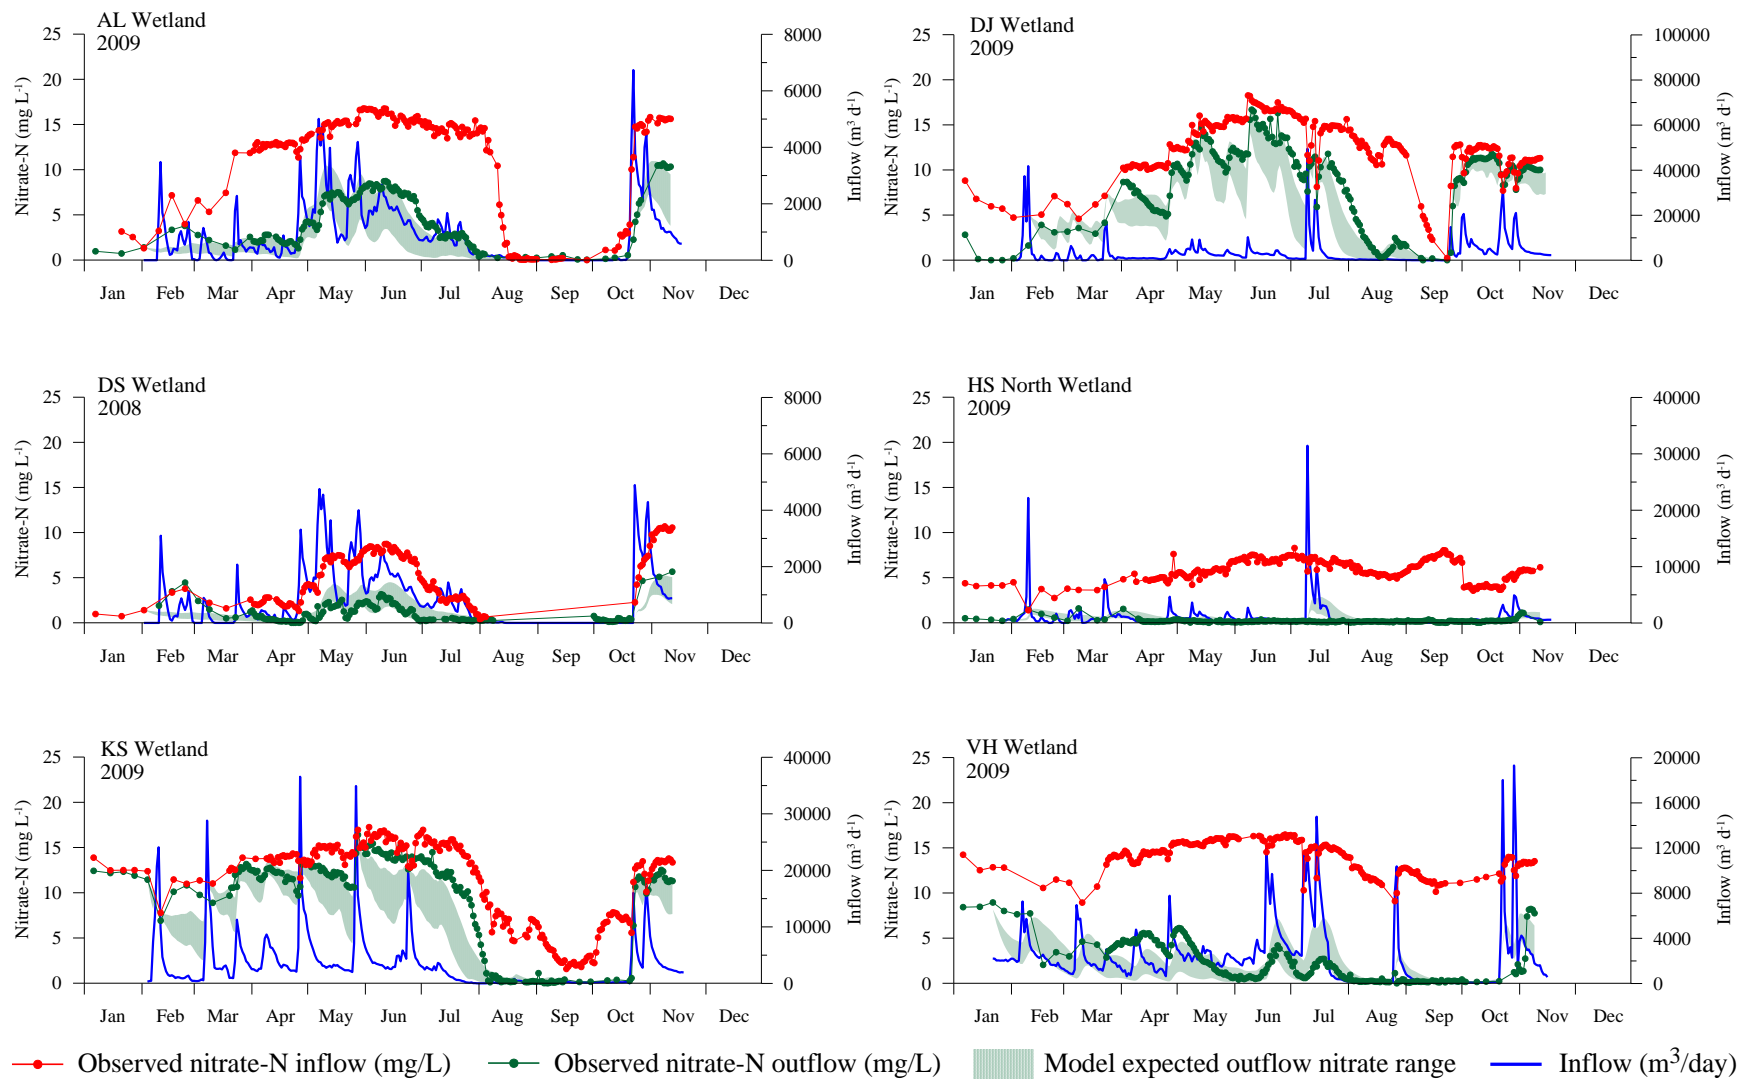 AL Wetland
2009
25
20
15
10
5
0
Nitrate-N (mg L-1)
8000
6000
4000
2000
0
Inflow (m3 d-1)
Jan Feb Mar Apr May Jun Jul Aug Sep Oct Nov Dec
DJ Wetland
2009
25
20
15
10
5
0
Nitrate-N (mg L-1)
100000
80000
60000
40000
20000
0
Inflow (m3 d-1)
Jan Feb Mar Apr May Jun Jul Aug Sep Oct Nov Dec
DS Wetland
2008
25
20
15
10
5
0
Nitrate-N (mg L-1)
8000
6000
4000
2000
0
Inflow (m3 d-1)
Jan Feb Mar Apr May Jun Jul Aug Sep Oct Nov Dec
HS North Wetland
2009
25
20
15
10
5
0
Nitrate-N (mg L-1)
40000
30000
20000
10000
0
Inflow (m3 d-1)
Jan Feb Mar Apr May Jun Jul Aug Sep Oct Nov Dec
KS Wetland
2009
25
20
15
10
5
0
Nitrate-N (mg L-1)
40000
30000
20000
10000
0
Inflow (m3 d-1)
Jan Feb Mar Apr May Jun Jul Aug Sep Oct Nov Dec
VH Wetland
2009
25
20
15
10
5
0
Nitrate-N (mg L-1)
20000
16000
12000
8000
4000
0
Inflow (m3 d-1)
Jan Feb Mar Apr May Jun Jul Aug Sep Oct Nov Dec
Observed nitrate-N inflow (mg/L) Observed nitrate-N outflow (mg/L) Model expected outflow nitrate range Inflow (m3/day)